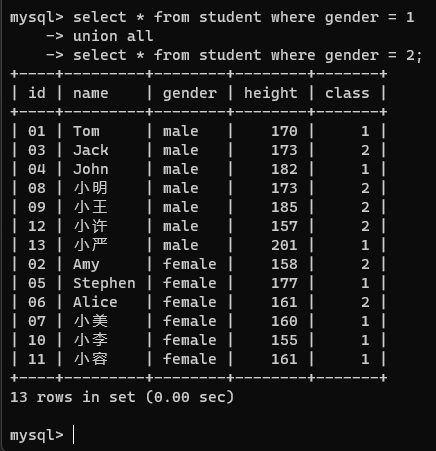 mysql> select * from student where gender = 1
    -> union all
    -> select * from student where gender = 2;
+----+---------+--------+--------+-------+
| id | name    | gender | height | class |
+----+---------+--------+--------+-------+
| 01 | Tom     | male   |    170 |     1 |
| 03 | Jack    | male   |    173 |     2 |
| 04 | John    | male   |    182 |     1 |
| 08 | 小明    | male   |    173 |     2 |
| 09 | 小王    | male   |    185 |     2 |
| 12 | 小许    | male   |    157 |     2 |
| 13 | 小严    | male   |    201 |     1 |
| 02 | Amy     | female |    158 |     2 |
| 05 | Stephen | female |    177 |     1 |
| 06 | Alice   | female |    161 |     2 |
| 07 | 小美    | female |    160 |     1 |
| 10 | 小李    | female |    155 |     1 |
| 11 | 小容    | female |    161 |     1 |
+----+---------+--------+--------+-------+
13 rows in set (0.00 sec)
mysql>